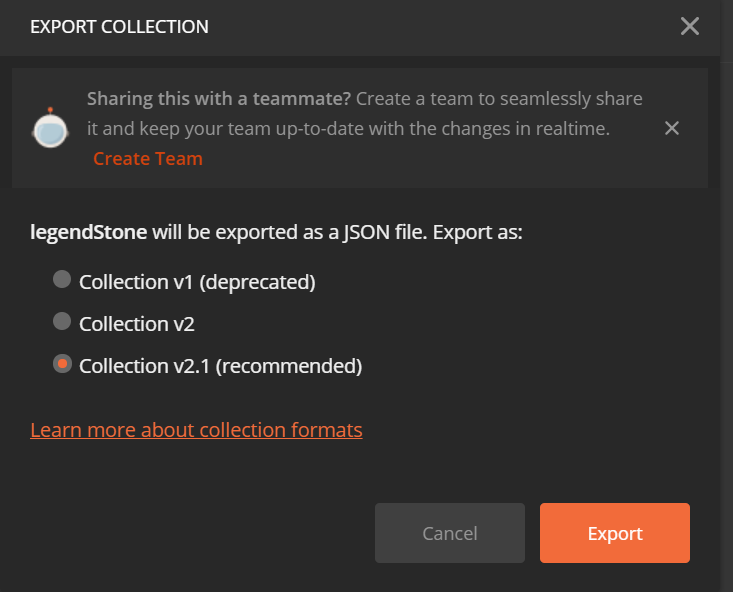 EXPORT COLLECTION
Sharing this with a teammate? Create a team to seamlessly share
it and keep your team up-to-date with the changes in realtime.
Create Team
legendStone will be exported as a JSON file. Export as:
Collection v1 (deprecated)
Collection v2
Collection v2.1 (recommended)
Learn more about collection formats
Cancel
Export